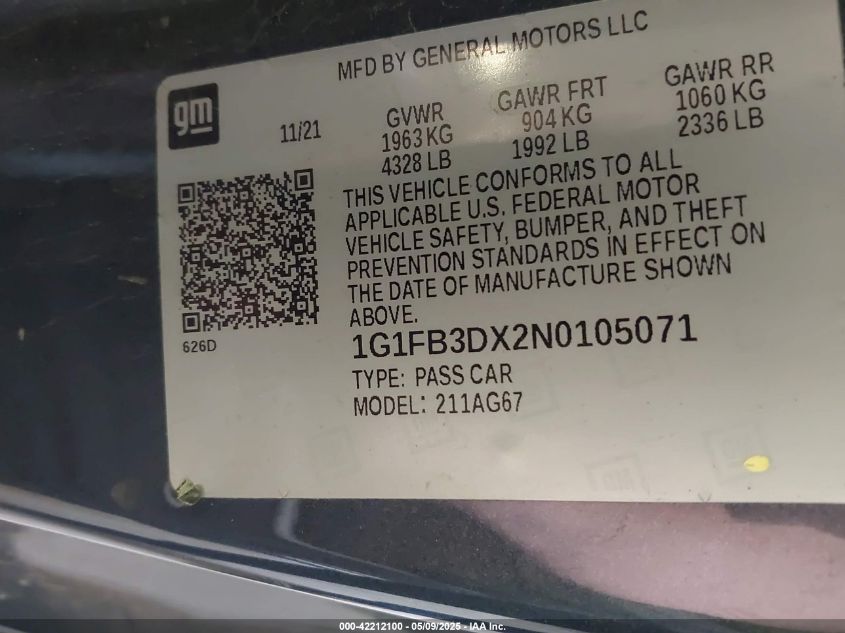 MFD BY GENERAL MOTORS LLC
gm
11/21
GVWR
1963 KG
4328 LB
GAWR FRT
904 KG
1992 LB
GAWR RR
1060 KG
2336 LB
THIS VEHICLE CONFORMS TO ALL
APPLICABLE U.S. FEDERAL MOTOR
VEHICLE SAFETY, BUMPER, AND THEFT
PREVENTION STANDARDS IN EFFECT ON
THE DATE OF MANUFACTURE SHOWN
ABOVE.
626D
1G1FB3DX2N0105071
TYPE: PASS CAR
MODEL: 211AG67
000-42212100 - 05/09/2025 - IAA, Inc.